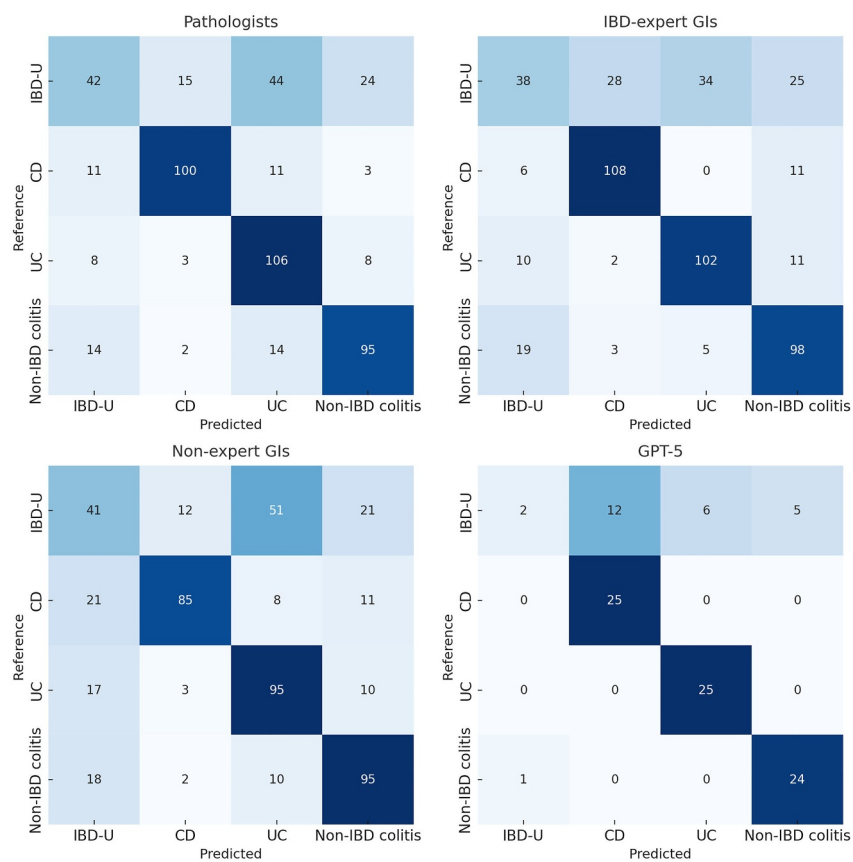 Pathologists
IBD-U
42 15 44 24
CD
11 100 11 3
UC
8 3 106 8
Non-IBD colitis
14 2 14 95
Reference
IBD-U CD UC Non-IBD colitis
Predicted
IBD-expert GIs
IBD-U
38 28 34 25
CD
6 108 0 11
UC
10 2 102 11
Non-IBD colitis
19 3 5 98
Reference
IBD-U CD UC Non-IBD colitis
Predicted
Non-expert GIs
IBD-U
41 12 51 21
CD
21 85 8 11
UC
17 3 95 10
Non-IBD colitis
18 2 10 95
Reference
IBD-U CD UC Non-IBD colitis
Predicted
GPT-5
IBD-U
2 12 6 5
CD
0 25 0 0
UC
0 0 25 0
Non-IBD colitis
1 0 0 24
Reference
IBD-U CD UC Non-IBD colitis
Predicted